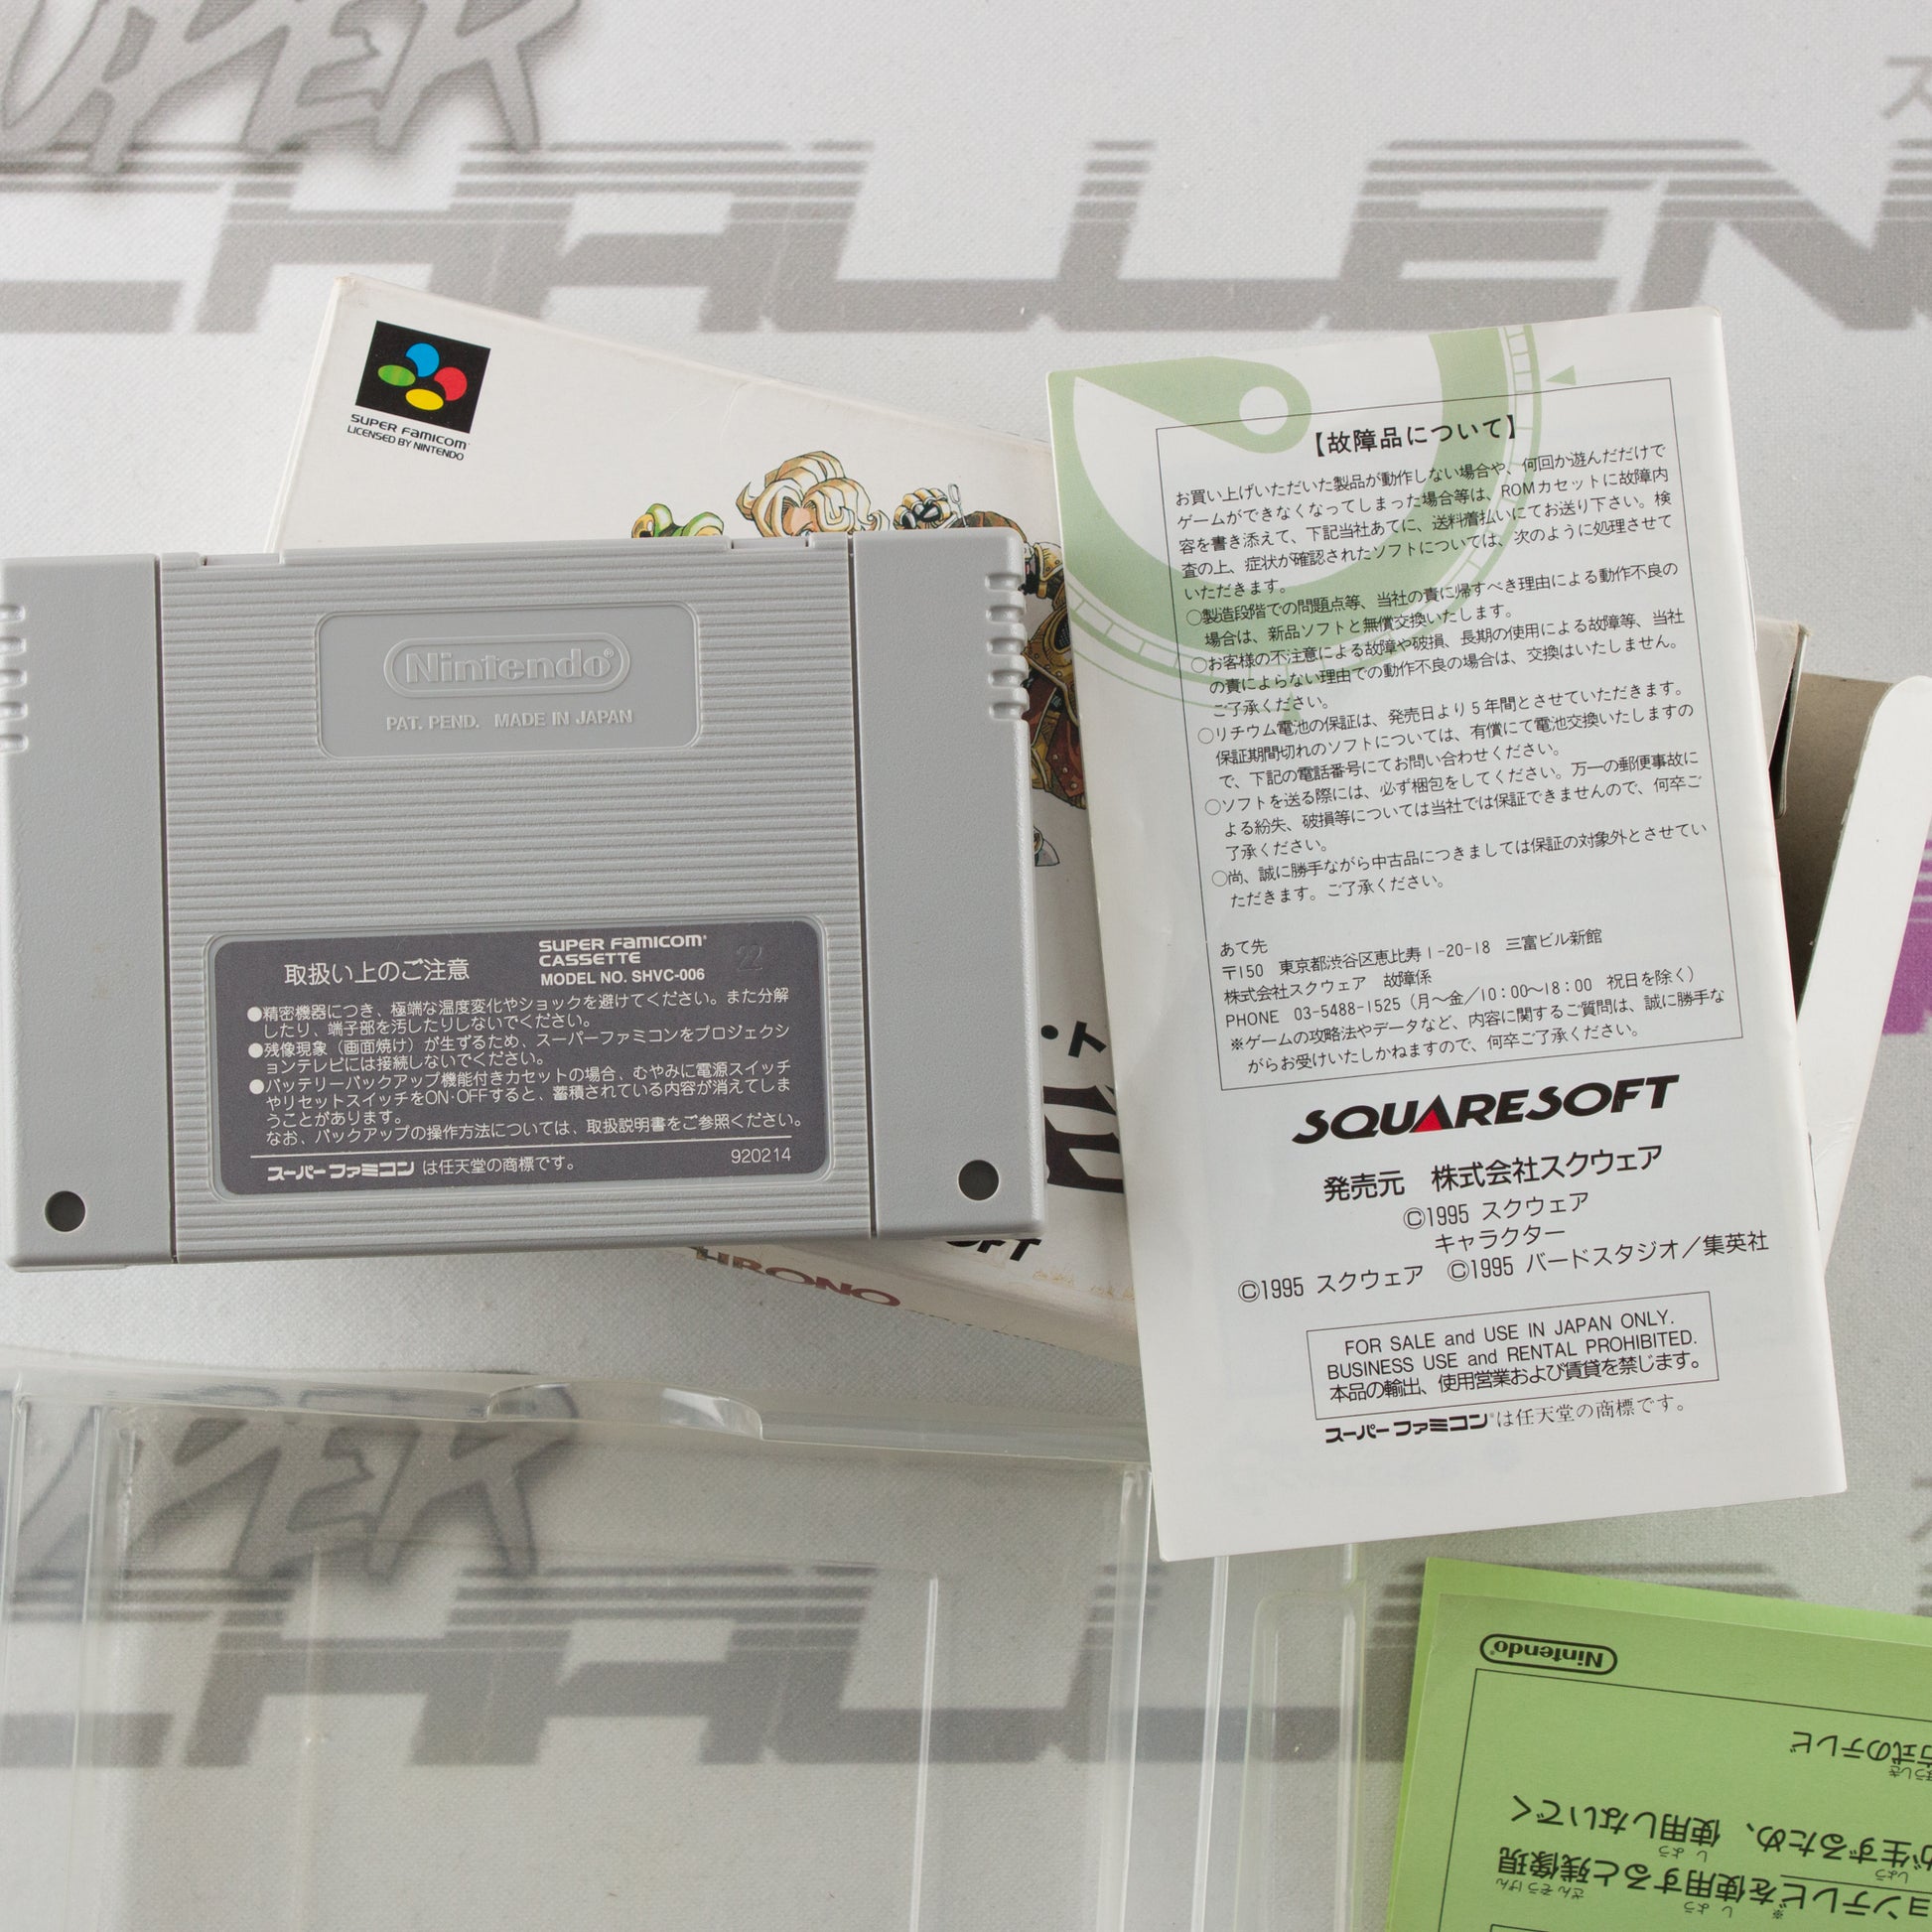 SUPER
CHALLEN
SUPER FAMICOM
LICENSED BY NINTENDO
Nintendo®
PAT. PEND. MADE IN JAPAN
取扱い上のご注意
SUPER FAMICOM®
CASSETTE
MODEL NO. SHVC-006
22
●精密機器につき、極端な温度変化やショックを避けてください。また分解
したり、端子部を汚したりしないでください。
●残像現象（画面焼け）が生ずるため、スーパーファミコンをプロジェクシ
ョンテレビには接続しないでください。
●バッテリーバックアップ機能付きカセットの場合、むやみに電源スイッチ
やリセットスイッチをON・OFFすると、蓄積されている内容が消えてしま
うことがあります。
なお、バックアップの操作方法については、取扱説明書をご参照ください。
スーパーファミコン は任天堂の商標です。
920214
・ト
OFT
HRONO
【故障品について】
お買い上げいただいた製品が動作しない場合や、何回か遊んだだけで
ゲームができなくなってしまった場合等は、ROMカセットに故障内
容を書き添えて、下記当社あてに、送料着払いにてお送り下さい。検
査の上、症状が確認されたソフトについては、次のように処理させて
いただきます。
○製造段階での問題点等、当社の責に帰すべき理由による動作不良の
場合は、新品ソフトと無償交換いたします。
○お客様の不注意による故障や破損、長期の使用による故障等、当社
の責によらない理由での動作不良の場合は、交換はいたしません。
ご了承ください。
○リチウム電池の保証は、発売日より5年間とさせていただきます。
保証期間切れのソフトについては、有償にて電池交換いたしますの
で、下記の電話番号にてお問い合わせください。
○ソフトを送る際には、必ず梱包をしてください。万一の郵便事故に
よる紛失、破損等については当社では保証できませんので、何卒ご
了承ください。
○尚、誠に勝手ながら中古品につきましては保証の対象外とさせてい
ただきます。ご了承ください。
あて先
〒150 東京都渋谷区恵比寿1-20-18 三富ビル新館
株式会社スクウェア 故障係
PHONE 03-5488-1525（月～金／10：00～18：00 祝日を除く）
※ゲームの攻略法やデータなど、内容に関するご質問は、誠に勝手な
がらお受けいたしかねますので、何卒ご了承ください。
SQUARESOFT
発売元 株式会社スクウェア
©1995 スクウェア
キャラクター
©1995 スクウェア ©1995 バードスタジオ／集英社
FOR SALE and USE IN JAPAN ONLY.
BUSINESS USE and RENTAL PROHIBITED.
本品の輸出、使用営業および賃貸を禁じます。
スーパーファミコン®は任天堂の商標です。
SUPER
CHALLEN
ョンテレビ※を使用すると残像現
が生ずるため、使用しないでく
方式のテレビ
Nintendo®